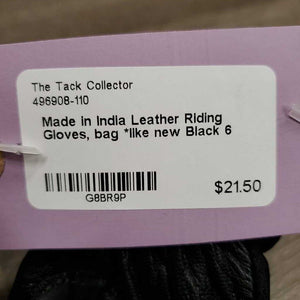 The Tack Collector
496908-110
Made in India Leather Riding
Gloves, bag *like new Black 6
G8BR9P
$21.50